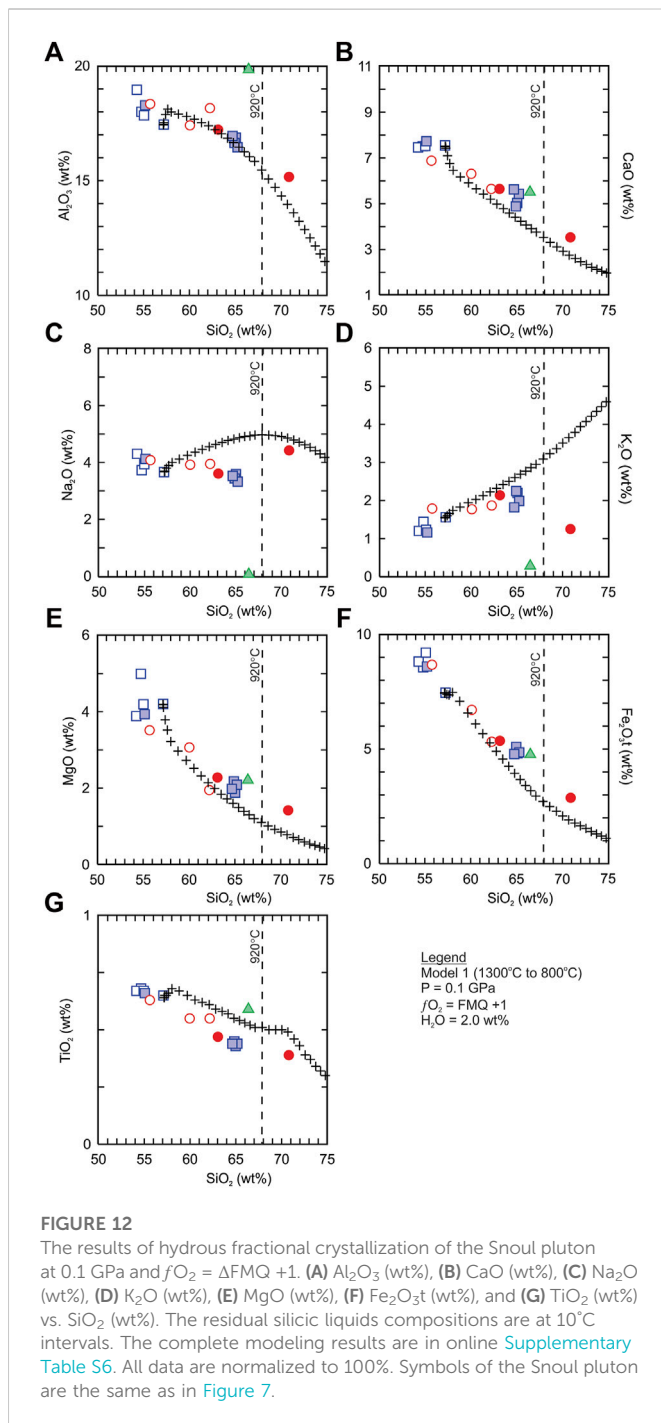 A
20
15
10
Al₂O₃ (wt%)
920°C
50 55 60 65 70 75
SiO₂ (wt%)
B
11
9
7
5
3
1
CaO (wt%)
920°C
50 55 60 65 70 75
SiO₂ (wt%)
C
8
6
4
2
0
Na₂O (wt%)
920°C
50 55 60 65 70 75
SiO₂ (wt%)
D
6
5
4
3
2
1
0
K₂O (wt%)
920°C
50 55 60 65 70 75
SiO₂ (wt%)
E
6
4
2
0
MgO (wt%)
920°C
50 55 60 65 70 75
SiO₂ (wt%)
F
10
5
0
Fe₂O₃t (wt%)
920°C
50 55 60 65 70 75
SiO₂ (wt%)
G
1
0
TiO₂ (wt%)
920°C
50 55 60 65 70 75
SiO₂ (wt%)
Legend
Model 1 (1300°C to 800°C)
P = 0.1 GPa
fO₂ = FMQ +1
H₂O = 2.0 wt%
FIGURE 12
The results of hydrous fractional crystallization of the Snoul pluton
at 0.1 GPa and fO₂ = ΔFMQ +1. (A) Al₂O₃ (wt%), (B) CaO (wt%), (C) Na₂O
(wt%), (D) K₂O (wt%), (E) MgO (wt%), (F) Fe₂O₃t (wt%), and (G) TiO₂ (wt%)
vs. SiO₂ (wt%). The residual silicic liquids compositions are at 10°C
intervals. The complete modeling results are in online Supplementary
Table S6. All data are normalized to 100%. Symbols of the Snoul pluton
are the same as in Figure 7.